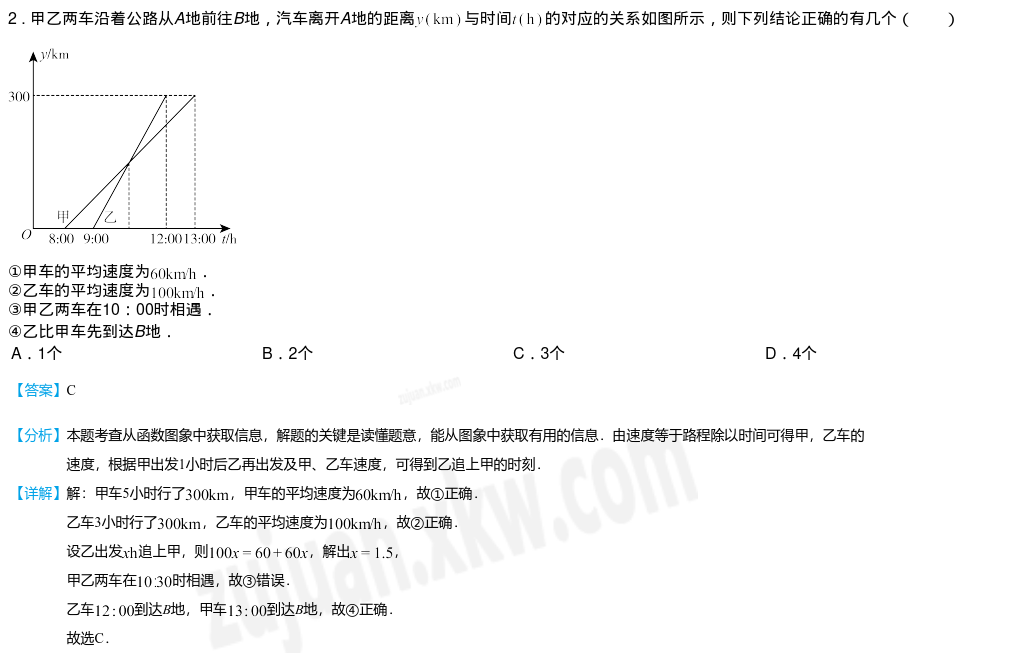 2．甲乙两车沿着公路从A地前往B地，汽车离开A地的距离y(km)与时间t(h)的对应的关系如图所示，则下列结论正确的有几个（　　）
y/km
300
甲
乙
O
8:00 9:00 12:00 13:00 t/h
①甲车的平均速度为60km/h．
②乙车的平均速度为100km/h．
③甲乙两车在10：00时相遇．
④乙比甲车先到达B地．
A．1个 B．2个 C．3个 D．4个
【答案】C
zujuan.xkw.com
【分析】本题考查从函数图象中获取信息，解题的关键是读懂题意，能从图象中获取有用的信息．由速度等于路程除以时间可得甲，乙车的
速度，根据甲出发1小时后乙再出发及甲、乙车速度，可得到乙追上甲的时刻．
【详解】解：甲车5小时行了300km，甲车的平均速度为60km/h，故①正确．
乙车3小时行了300km，乙车的平均速度为100km/h，故②正确．
设乙出发xh追上甲，则100x=60+60x，解出x=1.5，
甲乙两车在10:30时相遇，故③错误．
乙车12:00到达B地，甲车13:00到达B地，故④正确．
故选C．
zujuan.xkw.com